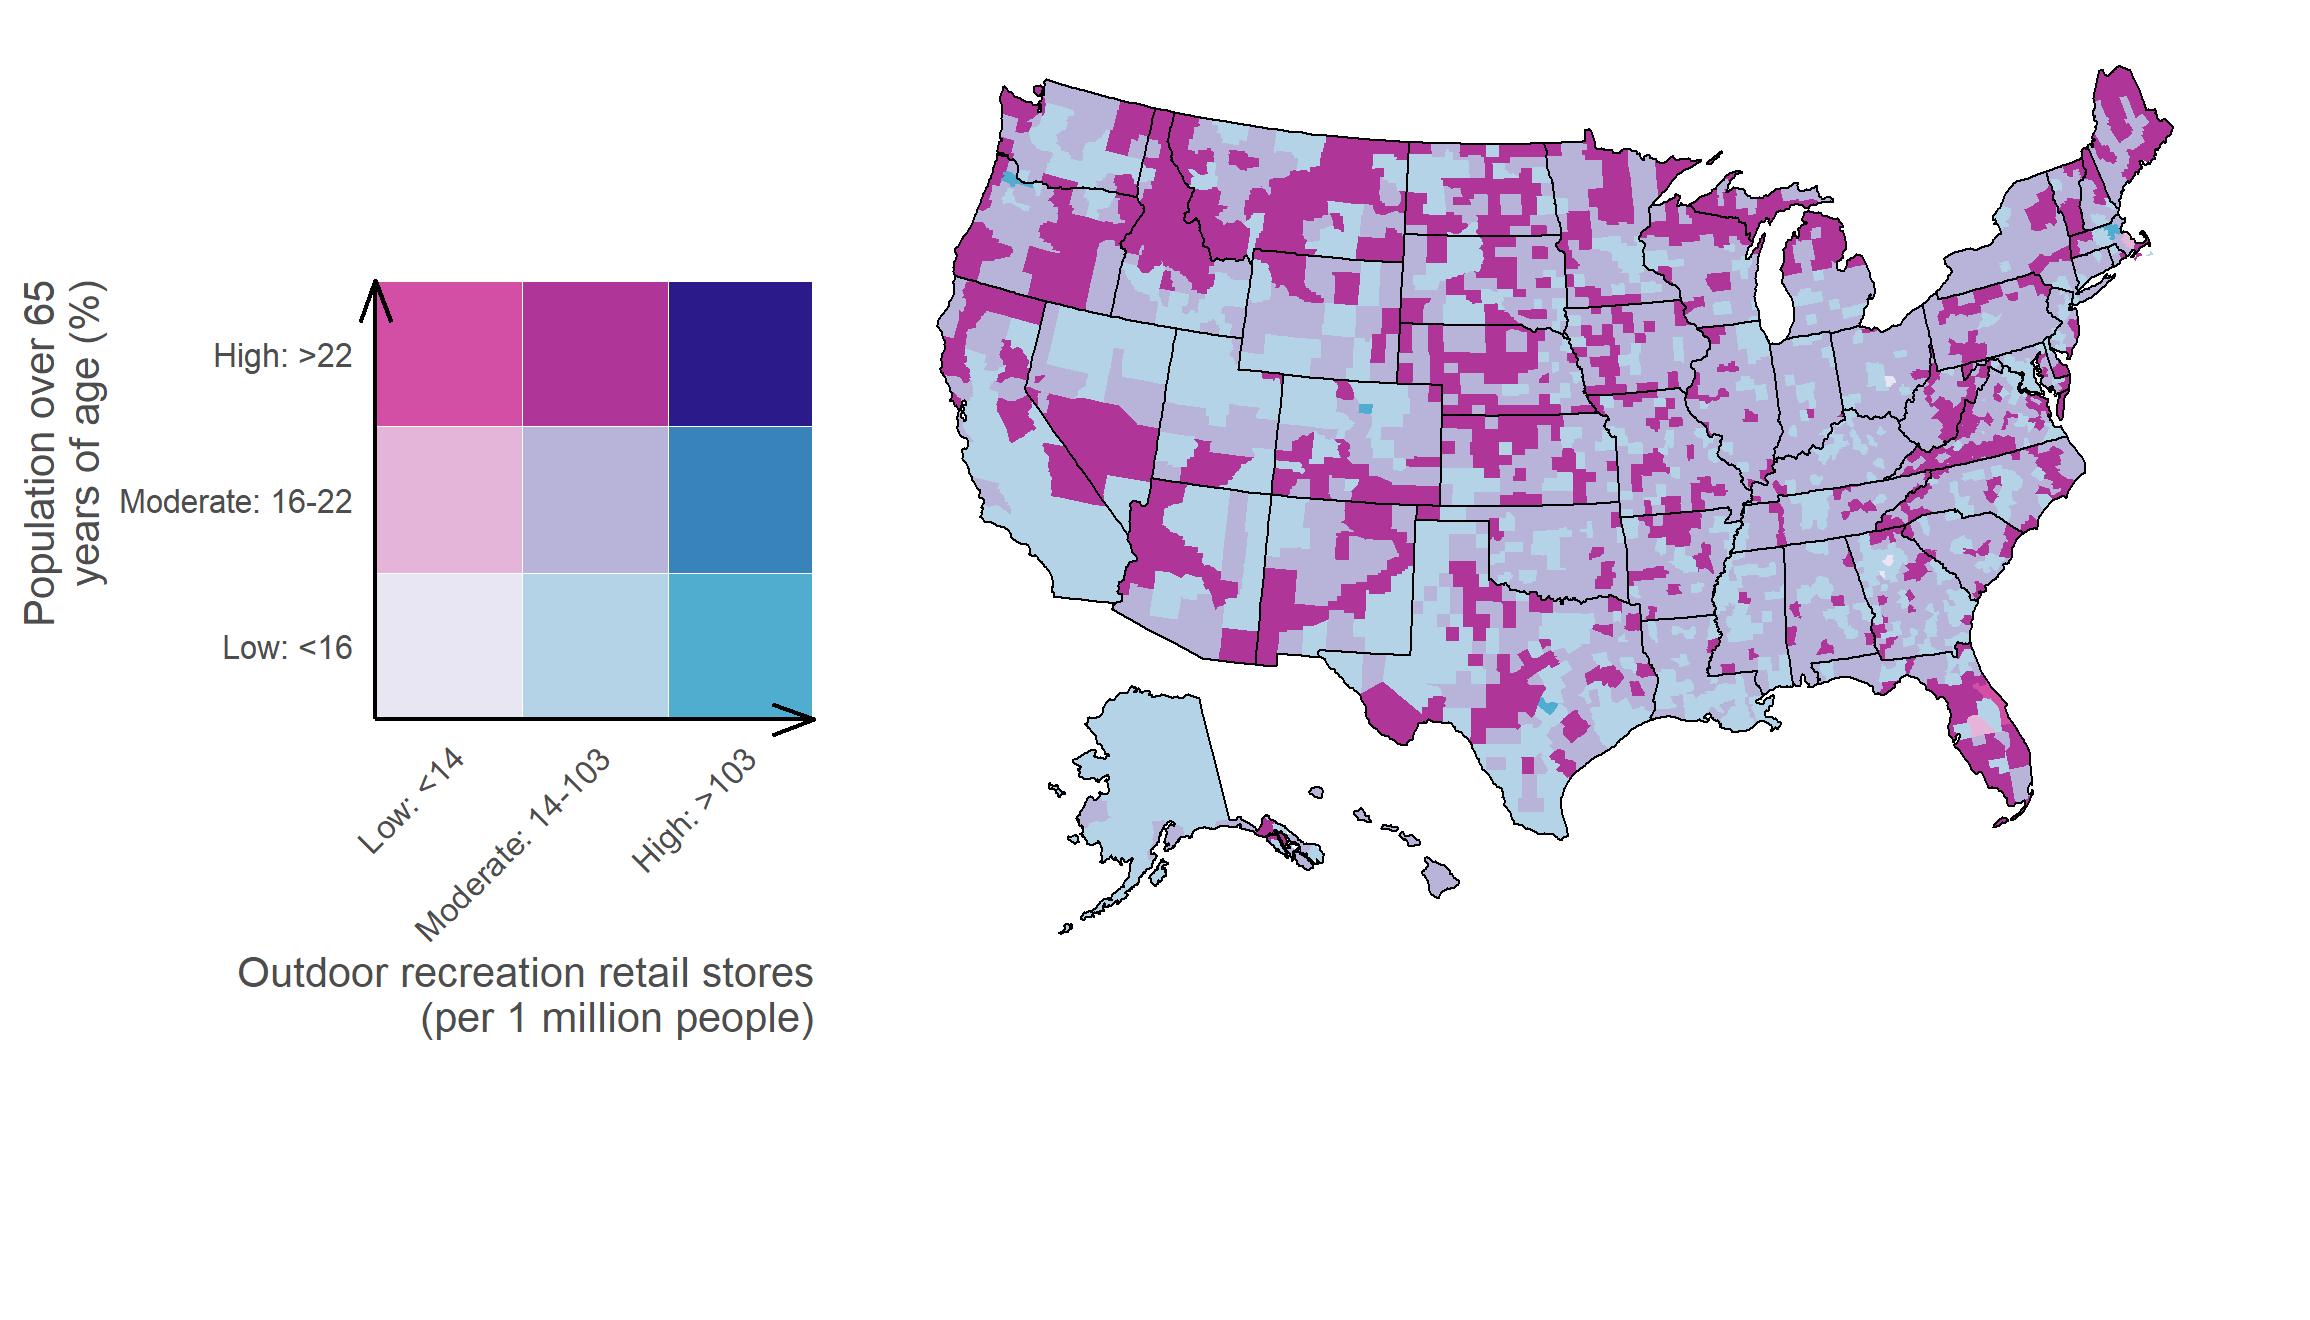 Population over 65
years of age (%)
High: >22
Moderate: 16-22
Low: <16
Low: <14
Moderate: 14-103
High: >103
Outdoor recreation retail stores
(per 1 million people)